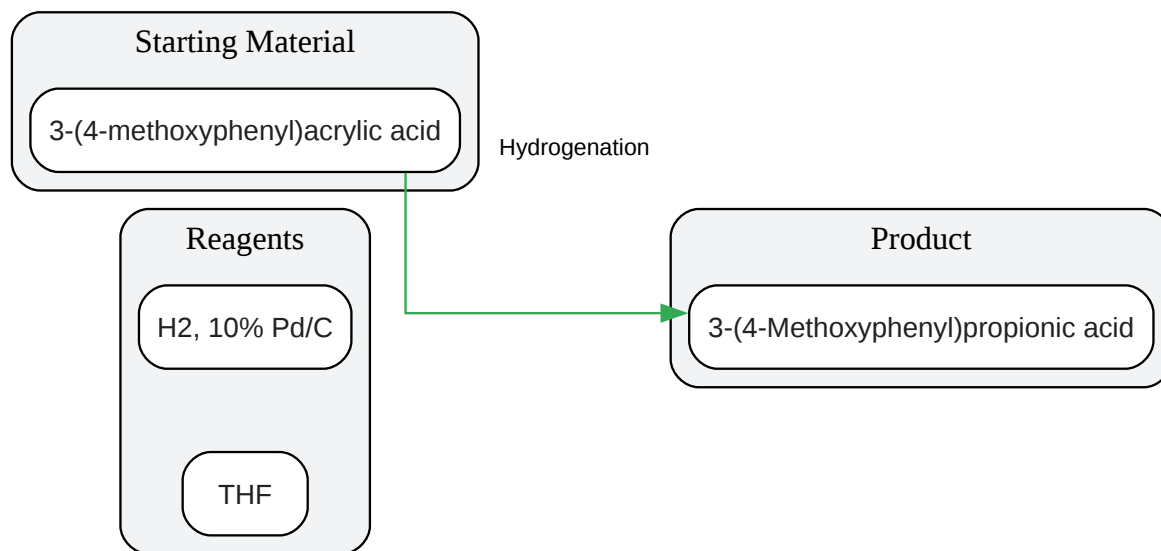 Starting Material
3-(4-methoxyphenyl)acrylic acid
Hydrogenation
Reagents
H2, 10% Pd/C
THF
Product
3-(4-Methoxyphenyl)propionic acid